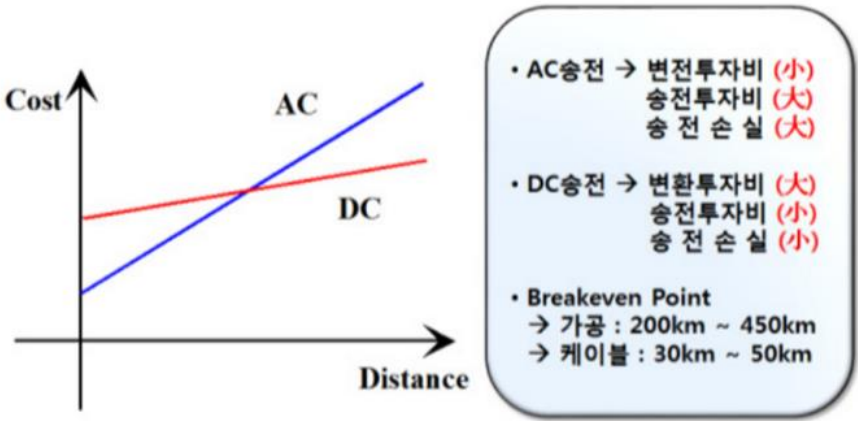 Cost
AC
DC
Distance
• AC송전 → 변전투자비 (小)
송전투자비 (大)
송 전 손 실 (大)
• DC송전 → 변환투자비 (大)
송전투자비 (小)
송 전 손 실 (小)
• Breakeven Point
→ 가공 : 200km ~ 450km
→ 케이블 : 30km ~ 50km